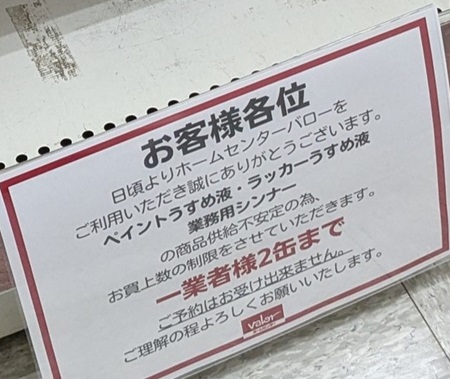 お客様各位
日頃よりホームセンターバローを
ご利用いただき誠にありがとうございます。
ペイントうすめ液・ラッカーうすめ液
業務用シンナー
の商品供給不安定の為、
お買上数の制限をさせていただきます。
一業者様2缶まで
ご予約はお受け出来ません。
ご理解の程よろしくお願いいたします。
Valor